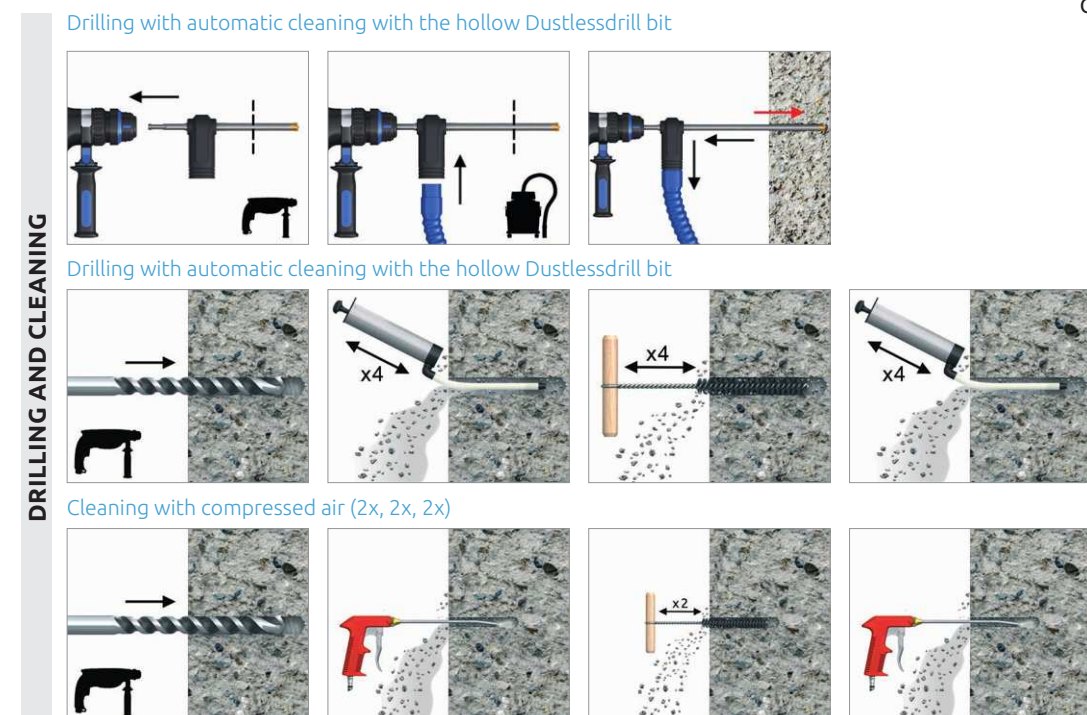 Drilling with automatic cleaning with the hollow Dustlessdrill bit
DRILLING AND CLEANING
Drilling with automatic cleaning with the hollow Dustlessdrill bit
x4
x4
x4
Cleaning with compressed air (2x, 2x, 2x)
x2